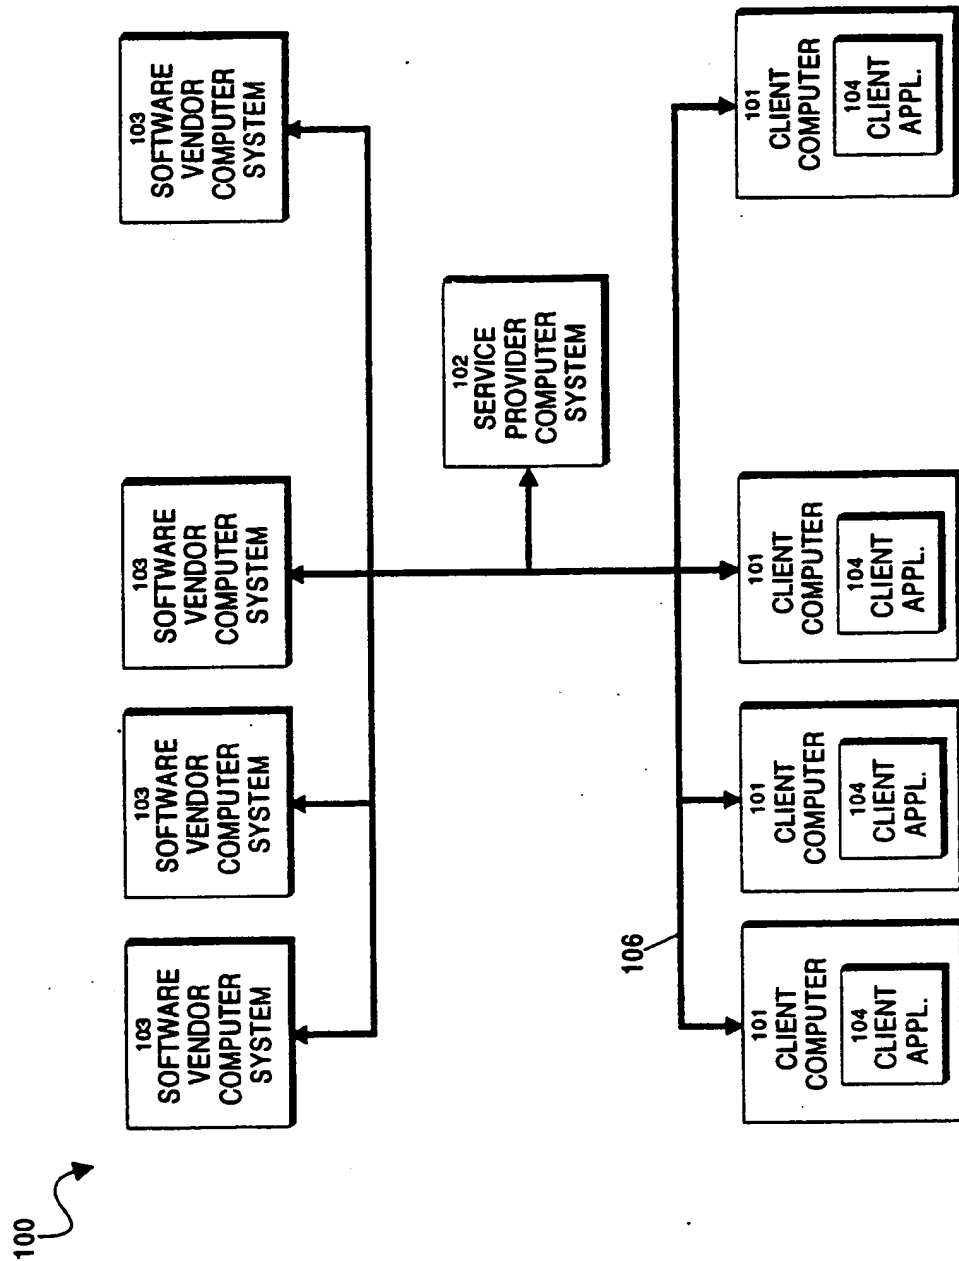 100
103
SOFTWARE
VENDOR
COMPUTER
SYSTEM
103
SOFTWARE
VENDOR
COMPUTER
SYSTEM
103
SOFTWARE
VENDOR
COMPUTER
SYSTEM
103
SOFTWARE
VENDOR
COMPUTER
SYSTEM
102
SERVICE
PROVIDER
COMPUTER
SYSTEM
106
101
CLIENT
COMPUTER
104
CLIENT
APPL.
101
CLIENT
COMPUTER
104
CLIENT
APPL.
101
CLIENT
COMPUTER
104
CLIENT
APPL.
101
CLIENT
COMPUTER
104
CLIENT
APPL.